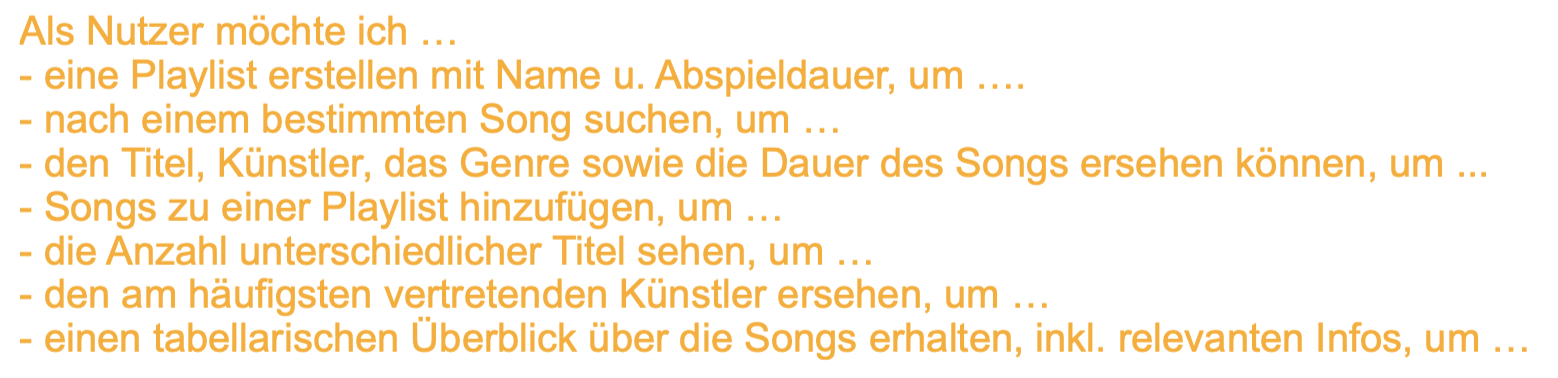 Als Nutzer möchte ich …
- eine Playlist erstellen mit Name u. Abspieldauer, um ….
- nach einem bestimmten Song suchen, um …
- den Titel, Künstler, das Genre sowie die Dauer des Songs ersehen können, um ...
- Songs zu einer Playlist hinzufügen, um …
- die Anzahl unterschiedlicher Titel sehen, um …
- den am häufigsten vertretenden Künstler ersehen, um …
- einen tabellarischen Überblick über die Songs erhalten, inkl. relevanten Infos, um …